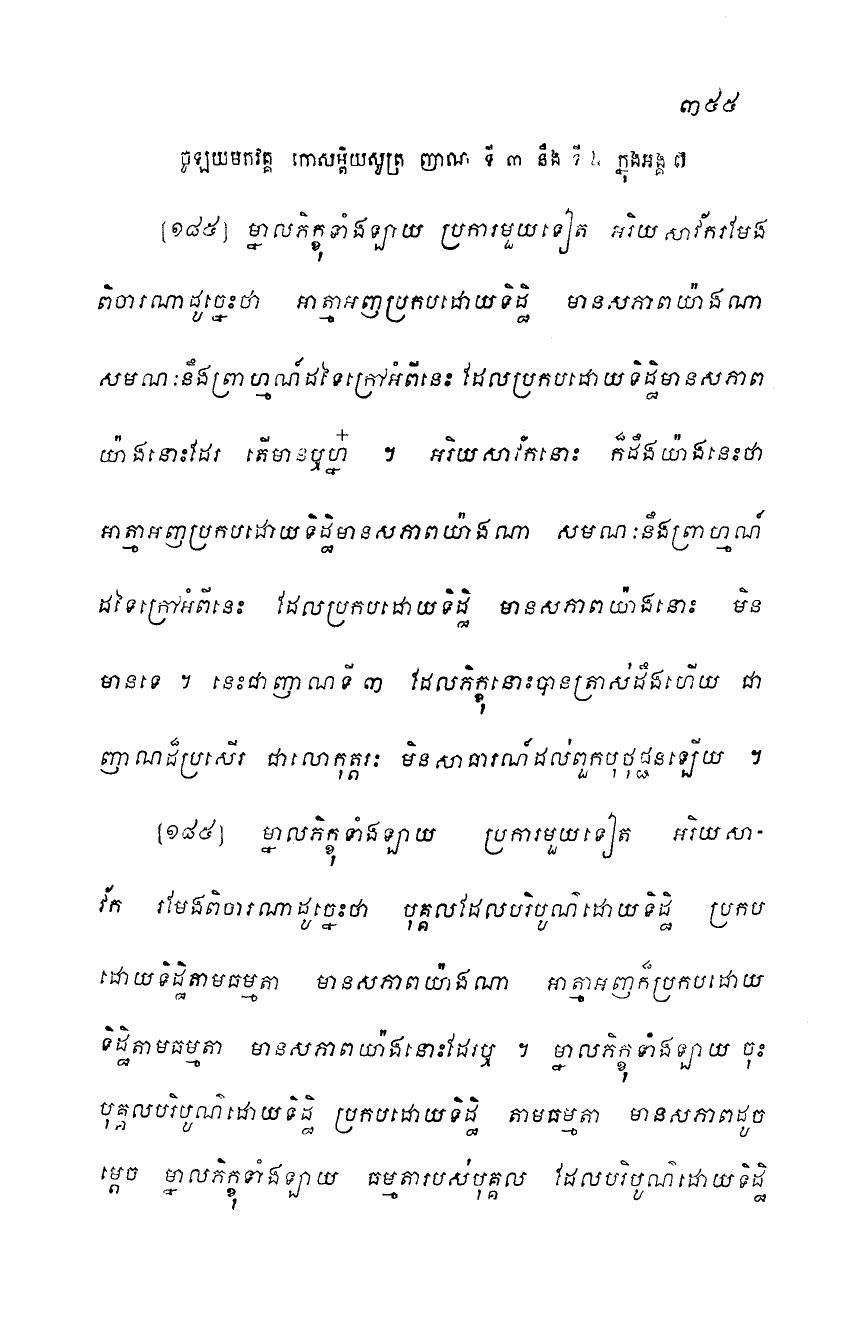 ៣៥៥
ចូឡយមកវគ្គ កោសម្ពិយសូត្រ ញាណ ទី ៣ នឹង ទី ៤ ក្នុងអង្គ ៧
[១៨៥] ម្នាលភិក្ខុទាំងឡាយ ប្រការមួយទៀត អរិយសាវ័ករមែង
ពិចារណាដូច្នេះថា អាត្មាអញប្រកបដោយទិដ្ឋិ មានសភាពយ៉ាងណា
សមណៈនឹងព្រាហ្មណ៍ដទៃក្រៅអំពីនេះ ដែលប្រកបដោយទិដ្ឋិមានសភាព
យ៉ាងនោះដែរ តើមានឬហ្ន៎ ។ អរិយសាវ័កនោះ ក៏ដឹងយ៉ាងនេះថា
អាត្មាអញប្រកបដោយទិដ្ឋិមានសភាពយ៉ាងណា សមណៈនឹងព្រាហ្មណ៍
ដទៃក្រៅអំពីនេះ ដែលប្រកបដោយទិដ្ឋិ មានសភាពយ៉ាងនោះ មិន
មានទេ ។ នេះជាញាណទី ៣ ដែលភិក្ខុនោះបានត្រាស់ដឹងហើយ ជា
ញាណដ៏ប្រសើរ ជាលោកុត្តរៈ មិនសាធារណ៍ដល់ពួកបុថុជ្ជនឡើយ ។
[១៨៥] ម្នាលភិក្ខុទាំងឡាយ ប្រការមួយទៀត អរិយសា-
វ័ក រមែងពិចារណាដូច្នេះថា បុគ្គលដែលបរិបូណ៌ដោយទិដ្ឋិ ប្រកប
ដោយទិដ្ឋិតាមធម្មតា មានសភាពយ៉ាងណា អាត្មាអញក៏ប្រកបដោយ
ទិដ្ឋិតាមធម្មតា មានសភាពយ៉ាងនោះដែរឬ ។ ម្នាលភិក្ខុទាំងឡាយ ចុះ
បុគ្គលបរិបូណ៌ដោយទិដ្ឋិ ប្រកបដោយទិដ្ឋិ តាមធម្មតា មានសភាពដូច
ម្តេច ម្នាលភិក្ខុទាំងឡាយ ធម្មតារបស់បុគ្គល ដែលបរិបូណ៌ដោយទិដ្ឋិ